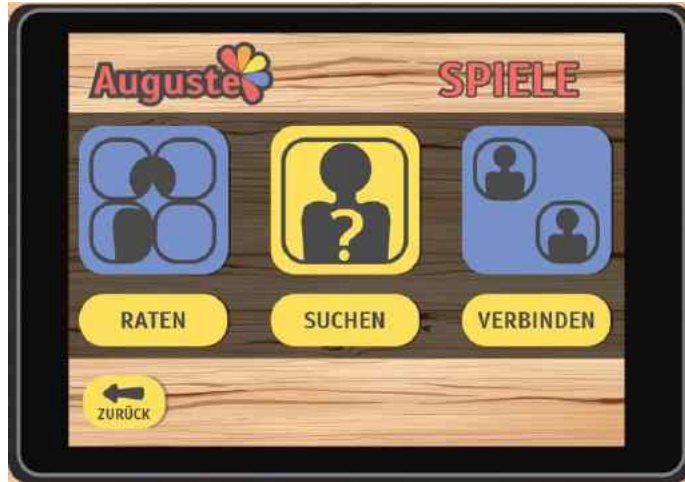 Auguste
SPIELE
?
RATEN
SUCHEN
VERBINDEN
ZURÜCK